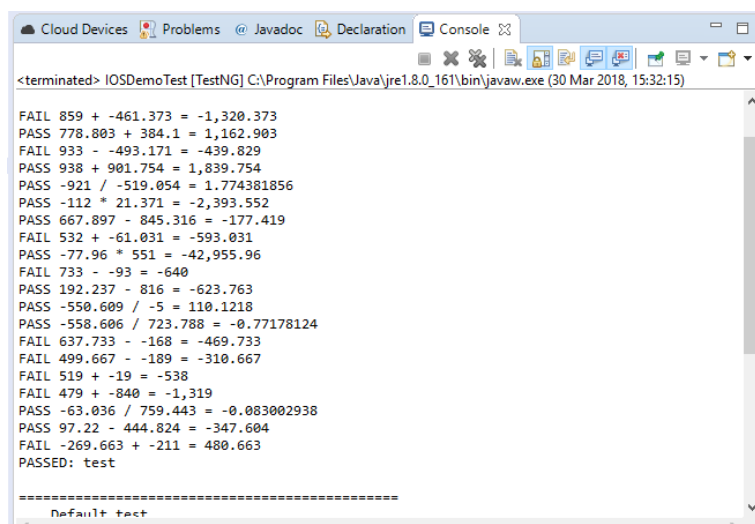 Cloud Devices Problems @ Javadoc Declaration Console
<terminated> IOSDemoTest [TestNG] C:\Program Files\Java\jre1.8.0_161\bin\javaw.exe (30 Mar 2018, 15:32:15)
FAIL 859 + -461.373 = -1,320.373
PASS 778.803 + 384.1 = 1,162.903
FAIL 933 - -493.171 = -439.829
PASS 938 + 901.754 = 1,839.754
PASS -921 / -519.054 = 1.774381856
PASS -112 * 21.371 = -2,393.552
PASS 667.897 - 845.316 = -177.419
FAIL 532 + -61.031 = -593.031
PASS -77.96 * 551 = -42,955.96
FAIL 733 - -93 = -640
PASS 192.237 - 816 = -623.763
PASS -550.609 / -5 = 110.1218
PASS -558.606 / 723.788 = -0.77178124
FAIL 637.733 - -168 = -469.733
FAIL 499.667 - -189 = -310.667
FAIL 519 + -19 = -538
FAIL 479 + -840 = -1,319
PASS -63.036 / 759.443 = -0.083002938
PASS 97.22 - 444.824 = -347.604
FAIL -269.663 + -211 = 480.663
PASSED: test
===============================================
Default test